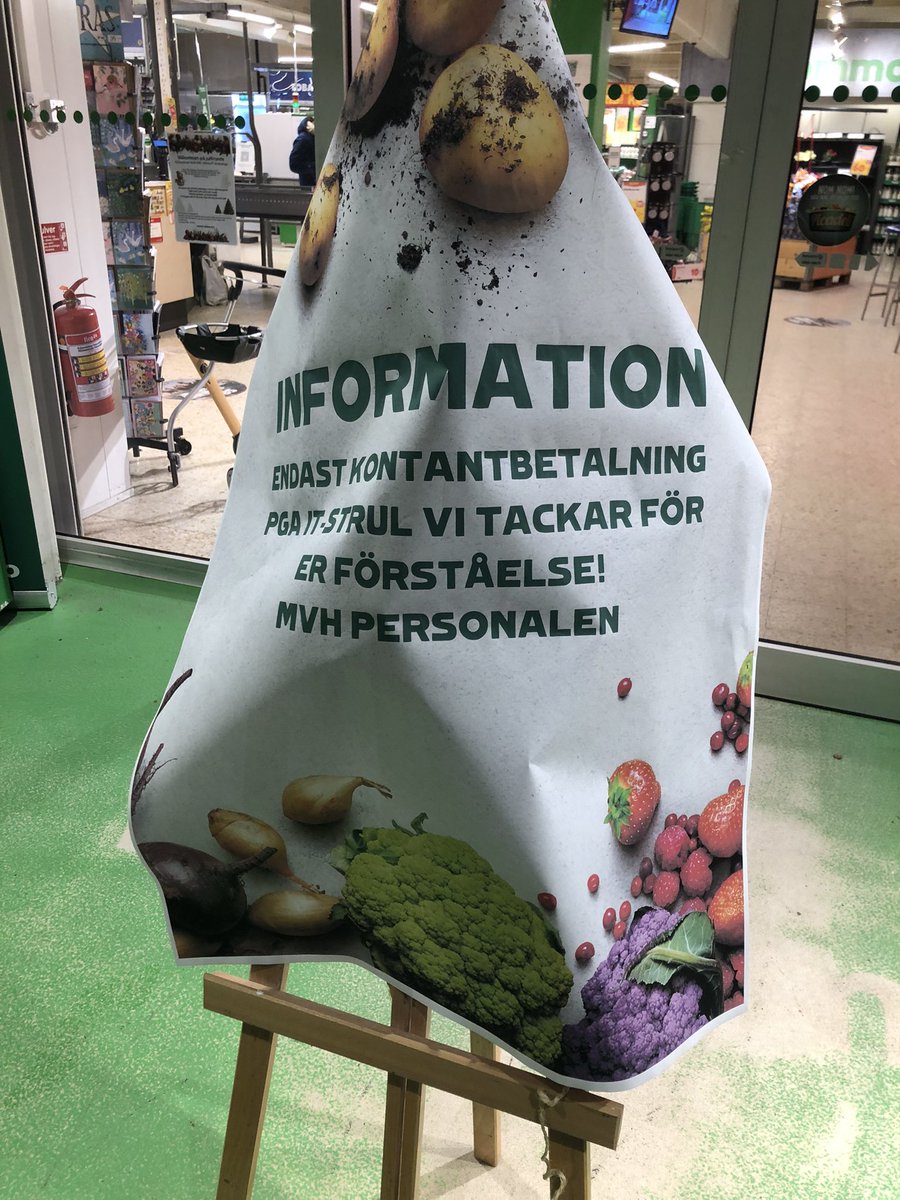 INFORMATION
ENDAST KONTANTBETALNING
PGA IT-STRUL VI TACKAR FÖR
ER FÖRSTÅELSE!
MVH PERSONALEN